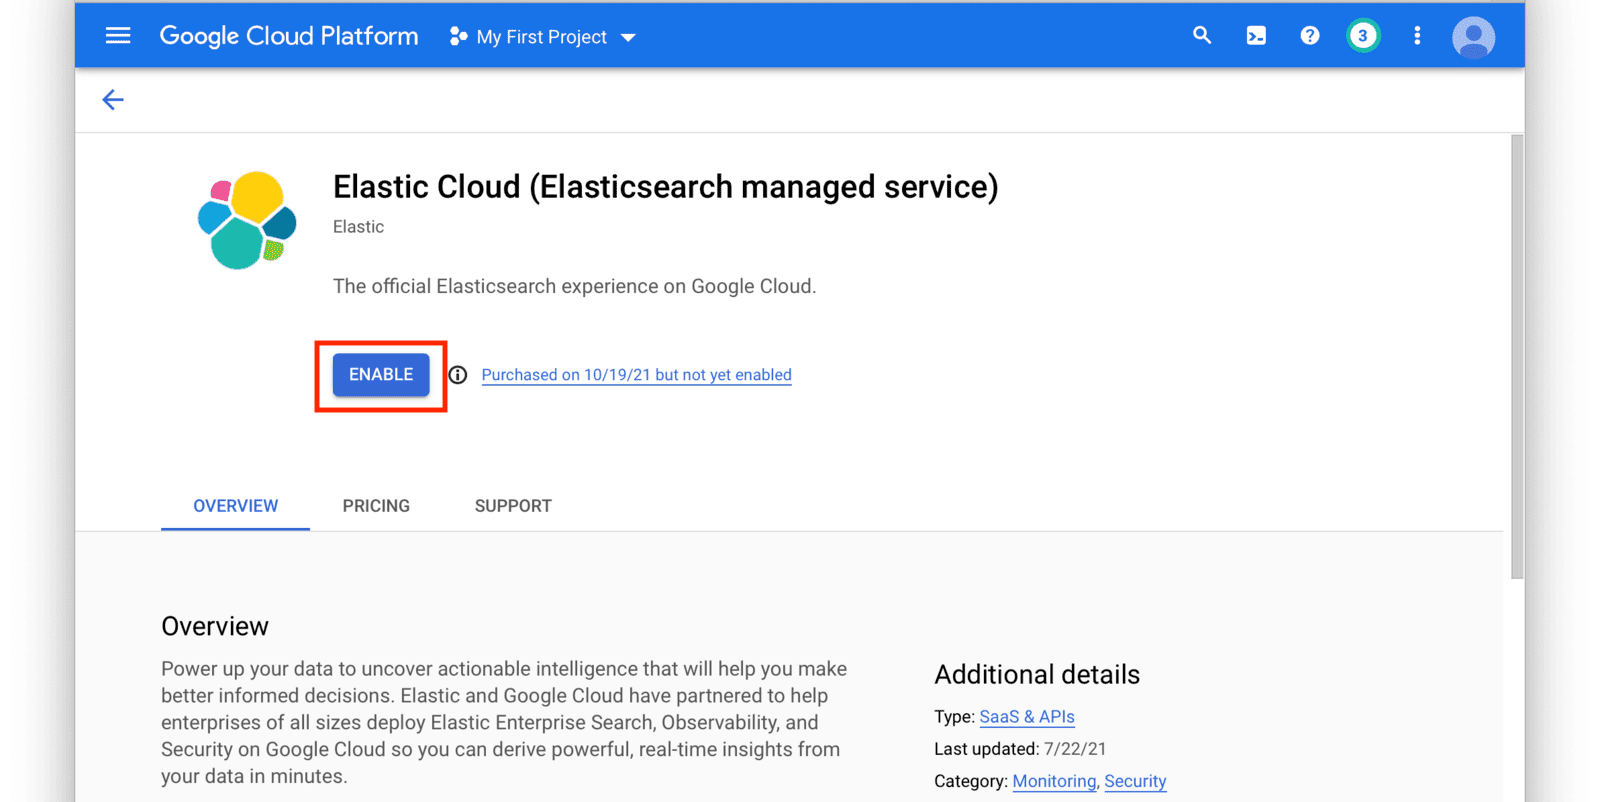 Google Cloud Platform My First Project 3
Elastic Cloud (Elasticsearch managed service)
Elastic
The official Elasticsearch experience on Google Cloud.
ENABLE Purchased on 10/19/21 but not yet enabled
OVERVIEW PRICING SUPPORT
Overview
Power up your data to uncover actionable intelligence that will help you make
better informed decisions. Elastic and Google Cloud have partnered to help
enterprises of all sizes deploy Elastic Enterprise Search, Observability, and
Security on Google Cloud so you can derive powerful, real-time insights from
your data in minutes.
Additional details
Type: SaaS & APIs
Last updated: 7/22/21
Category: Monitoring, Security